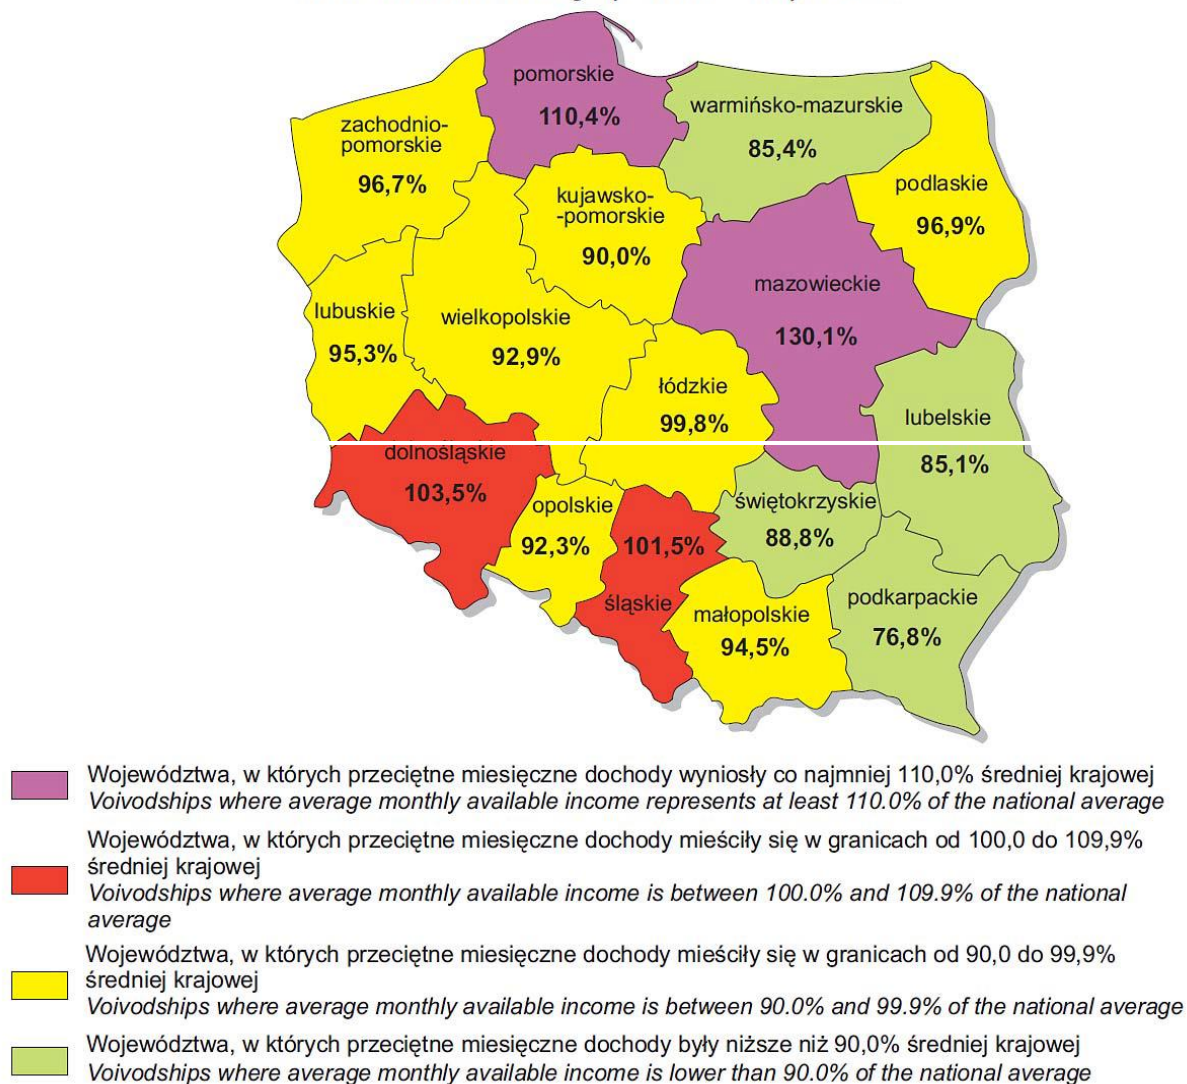 pomorskie
110,4%
warmińsko-mazurskie
85,4%
zachodnio-
pomorskie
96,7%
kujawsko-
-pomorskie
90,0%
podlaskie
96,9%
mazowieckie
130,1%
lubuskie
95,3%
wielkopolskie
92,9%
łódzkie
99,8%
lubelskie
85,1%
dolnośląskie
103,5%
opolskie
92,3%
101,5%
śląskie
świętokrzyskie
88,8%
małopolskie
94,5%
podkarpackie
76,8%
Województwa, w których przeciętne miesięczne dochody wyniosły co najmniej 110,0% średniej krajowej
Voivodships where average monthly available income represents at least 110.0% of the national average
Województwa, w których przeciętne miesięczne dochody mieściły się w granicach od 100,0 do 109,9%
średniej krajowej
Voivodships where average monthly available income is between 100.0% and 109.9% of the national
average
Województwa, w których przeciętne miesięczne dochody mieściły się w granicach od 90,0 do 99,9%
średniej krajowej
Voivodships where average monthly available income is between 90.0% and 99.9% of the national average
Województwa, w których przeciętne miesięczne dochody były niższe niż 90,0% średniej krajowej
Voivodships where average monthly available income is lower than 90.0% of the national average